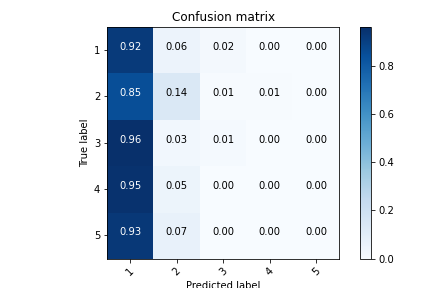 Confusion matrix
1 0.92 0.06 0.02 0.00 0.00
2 0.85 0.14 0.01 0.01 0.00
3 0.96 0.03 0.01 0.00 0.00
4 0.95 0.05 0.00 0.00 0.00
5 0.93 0.07 0.00 0.00 0.00
1 2 3 4 5
True label
Predicted label
0.8
0.6
0.4
0.2
0.0